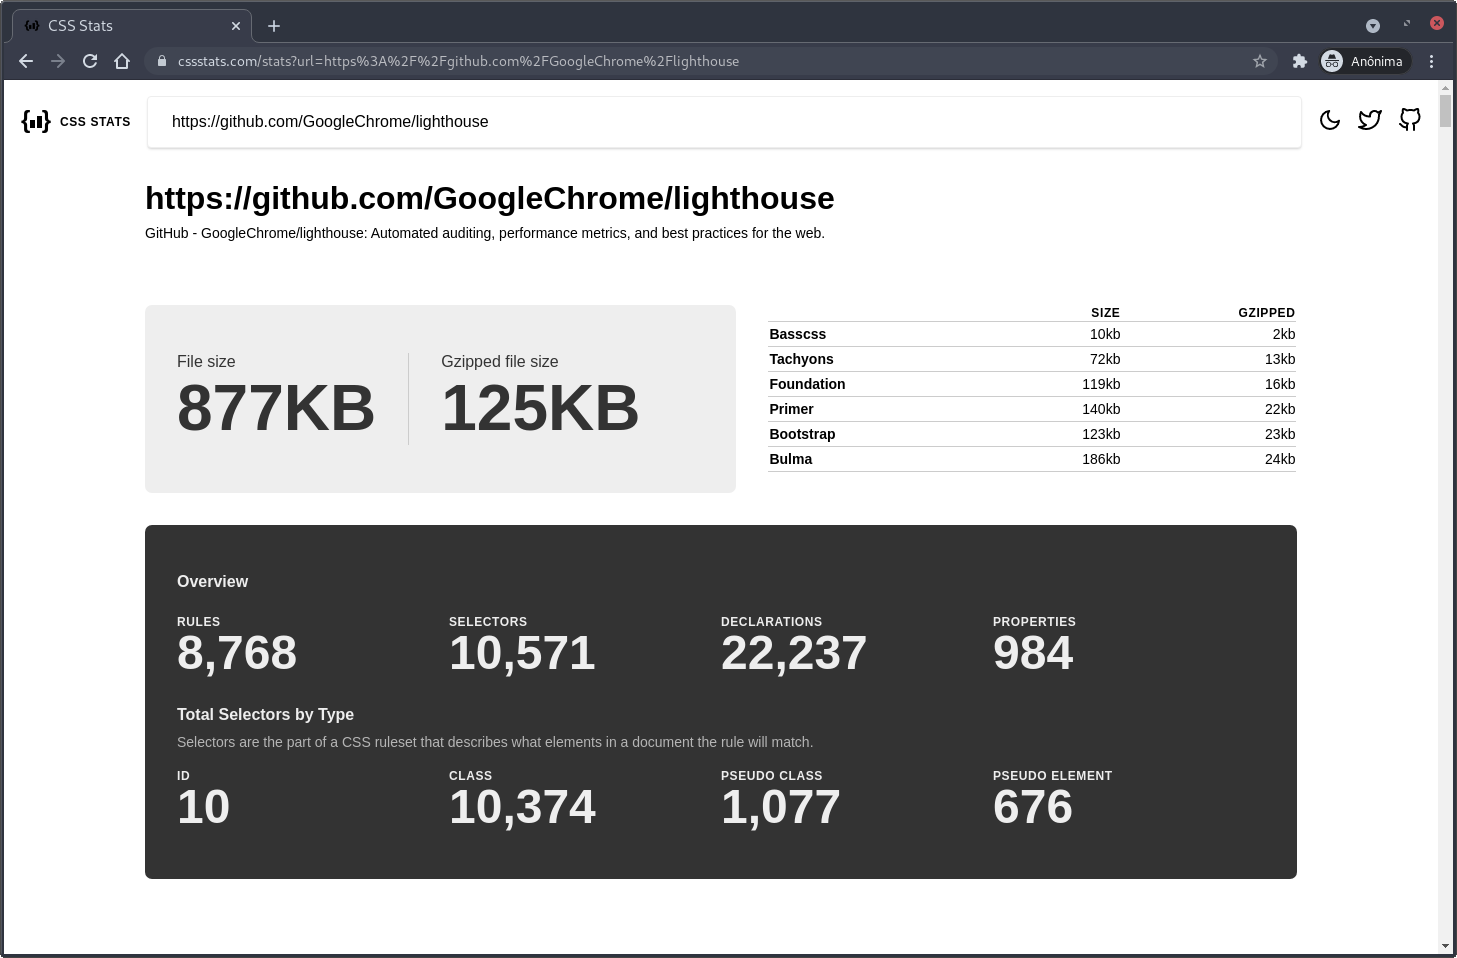 CSS Stats
cssstats.com/stats?url=https%3A%2F%2Fgithub.com%2FGoogleChrome%2Flighthouse
Anônima
CSS STATS
https://github.com/GoogleChrome/lighthouse
https://github.com/GoogleChrome/lighthouse
GitHub - GoogleChrome/lighthouse: Automated auditing, performance metrics, and best practices for the web.
File size
877KB
Gzipped file size
125KB
SIZE GZIPPED
Basscss 10kb 2kb
Tachyons 72kb 13kb
Foundation 119kb 16kb
Primer 140kb 22kb
Bootstrap 123kb 23kb
Bulma 186kb 24kb
Overview
RULES SELECTORS DECLARATIONS PROPERTIES
8,768 10,571 22,237 984
Total Selectors by Type
Selectors are the part of a CSS ruleset that describes what elements in a document the rule will match.
ID CLASS PSEUDO CLASS PSEUDO ELEMENT
10 10,374 1,077 676